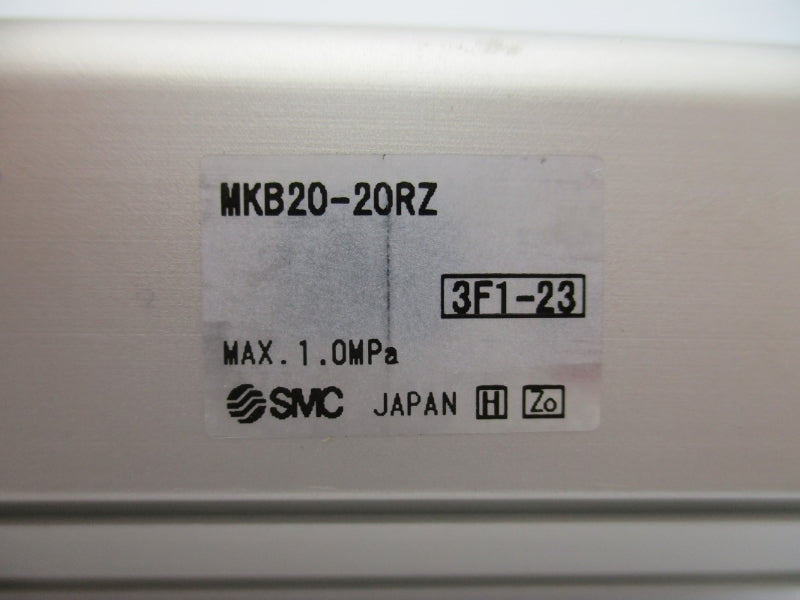 MKB20-20RZ
3F1-23
MAX.1.0MPa
SMC JAPAN H Zo